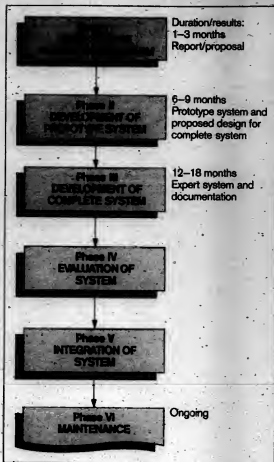 Duration/results:
1–3 months
Report/proposal
Phase II
DEVELOPMENT OF
PROTOTYPE SYSTEM
6–9 months
Prototype system and
proposed design for
complete system
Phase III
DEVELOPMENT OF
COMPLETE SYSTEM
12–18 months
Expert system and
documentation
Phase IV
EVALUATION OF
SYSTEM
Phase V
INTEGRATION OF
SYSTEM
Phase VI
MAINTENANCE
Ongoing